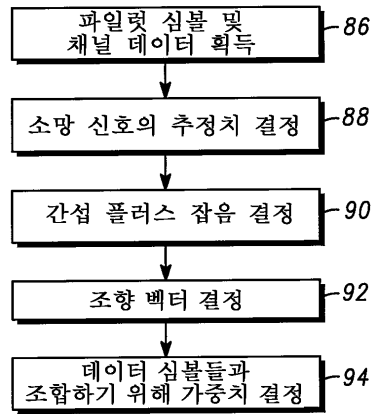 파일럿 심볼 및
채널 데이터 획득
86
소망 신호의 추정치 결정
88
간섭 플러스 잡음 결정
90
조향 벡터 결정
92
데이터 심볼들과
조합하기 위해 가중치 결정
94